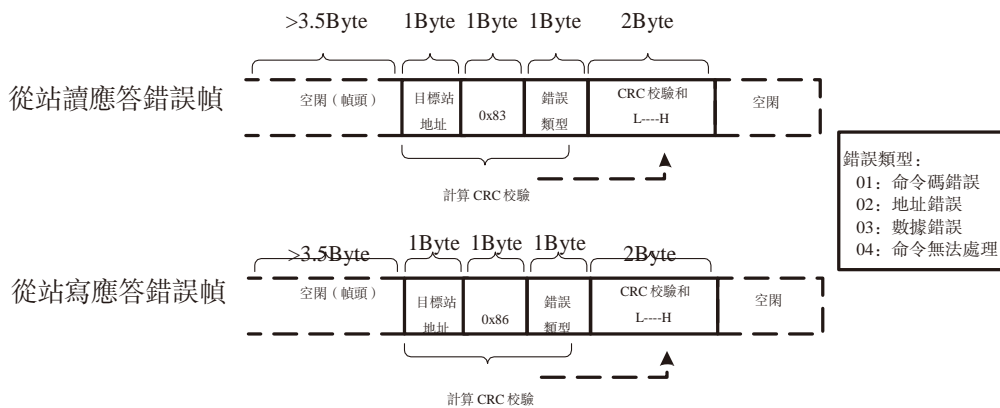 >3.5Byte 1Byte 1Byte 1Byte 2Byte
從站讀應答錯誤幀
空閑（幀頭）
目標站
地址
0x83
錯誤
類型
CRC 校驗和
L----H
空閑
計算 CRC 校驗
錯誤類型：
01：命令碼錯誤
02：地址錯誤
03：數據錯誤
04：命令無法處理
>3.5Byte 1Byte 1Byte 1Byte 2Byte
從站寫應答錯誤幀
空閑（幀頭）
目標站
地址
0x86
錯誤
類型
CRC 校驗和
L----H
空閑
計算 CRC 校驗